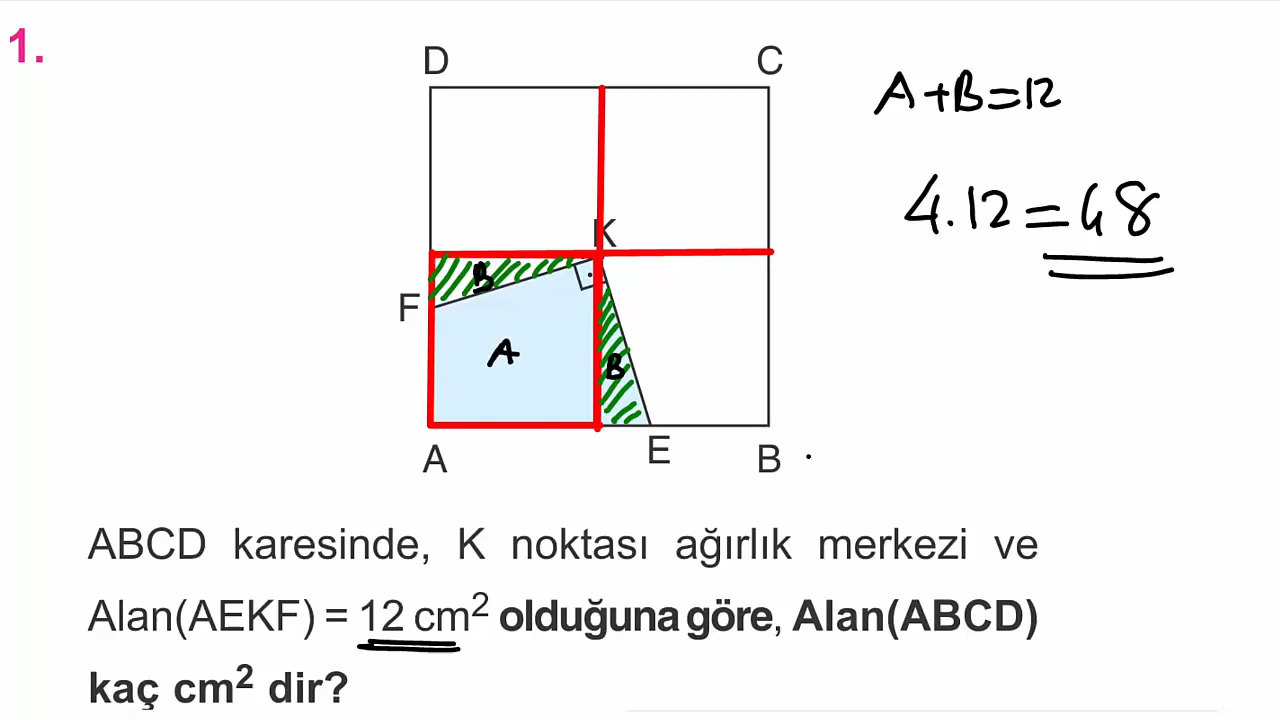 1.
D
C
A+B=12
4.12=48
K
B
F
A
B
A
E
B
ABCD karesinde, K noktası ağırlık merkezi ve
Alan(AEKF) = 12 cm² olduğuna göre, Alan(ABCD)
kaç cm² dir?